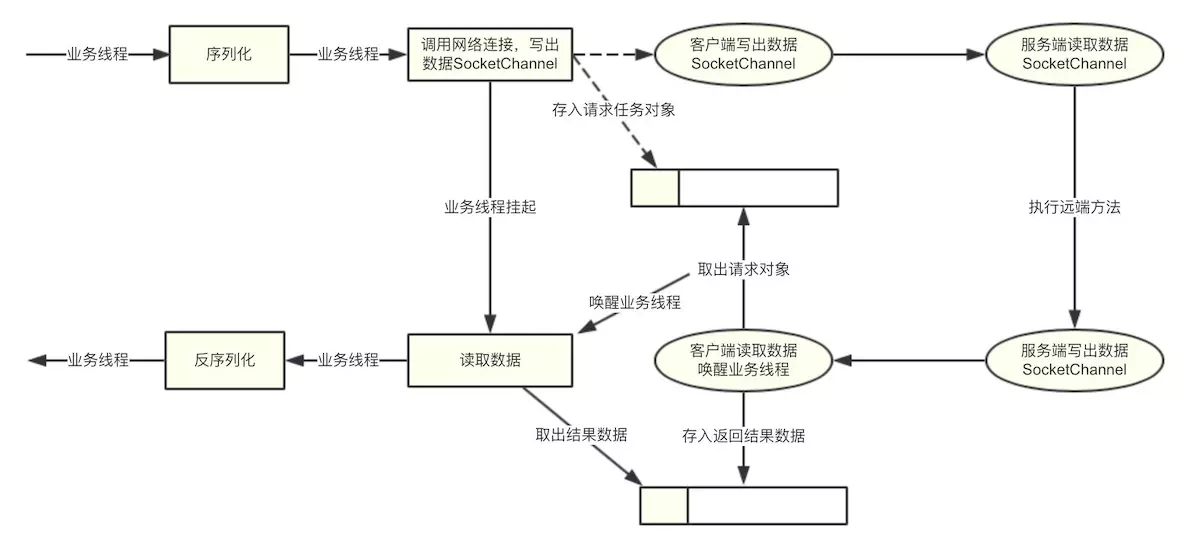 业务线程
序列化
业务线程
调用网络连接，写出
数据SocketChannel
客户端写出数据
SocketChannel
服务端读取数据
SocketChannel
存入请求任务对象
业务线程挂起
执行远端方法
取出请求对象
唤醒业务线程
业务线程
反序列化
业务线程
读取数据
客户端读取数据
唤醒业务线程
服务端写出数据
SocketChannel
取出结果数据
存入返回结果数据